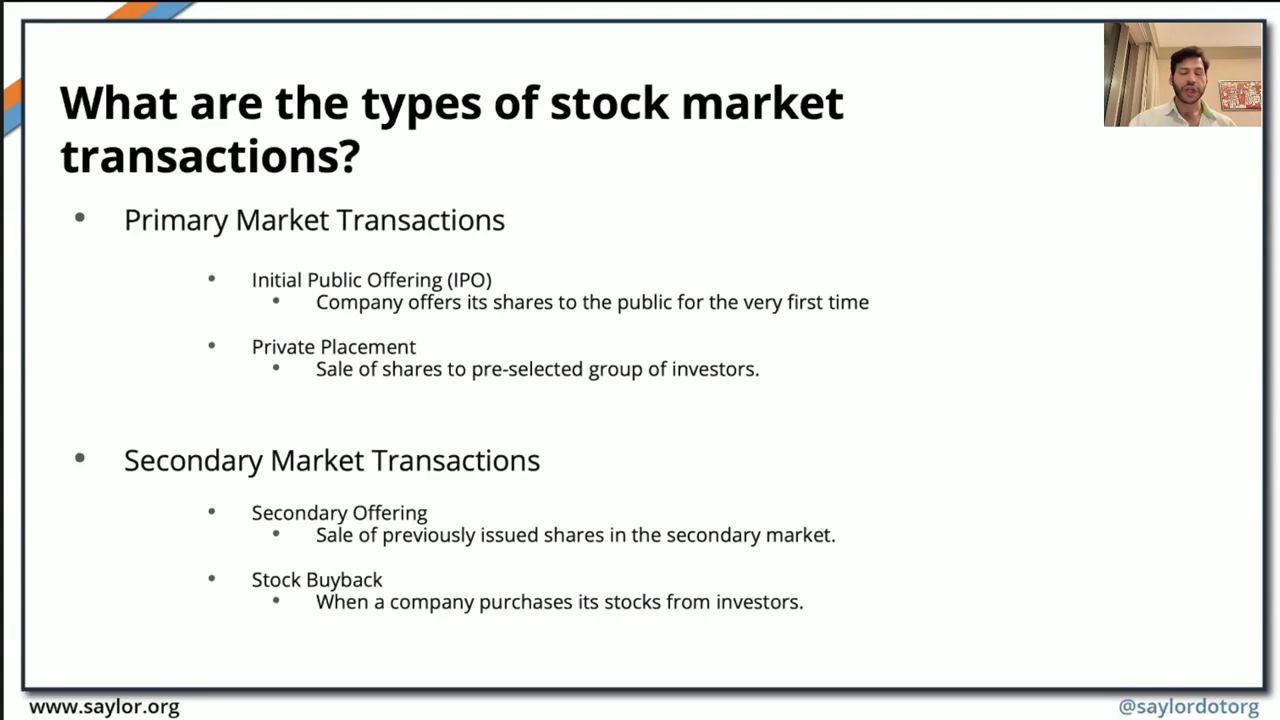 What are the types of stock market
transactions?
• Primary Market Transactions
• Initial Public Offering (IPO)
• Company offers its shares to the public for the very first time
• Private Placement
• Sale of shares to pre-selected group of investors.
• Secondary Market Transactions
• Secondary Offering
• Sale of previously issued shares in the secondary market.
• Stock Buyback
• When a company purchases its stocks from investors.
www.saylor.org
@saylordotorg